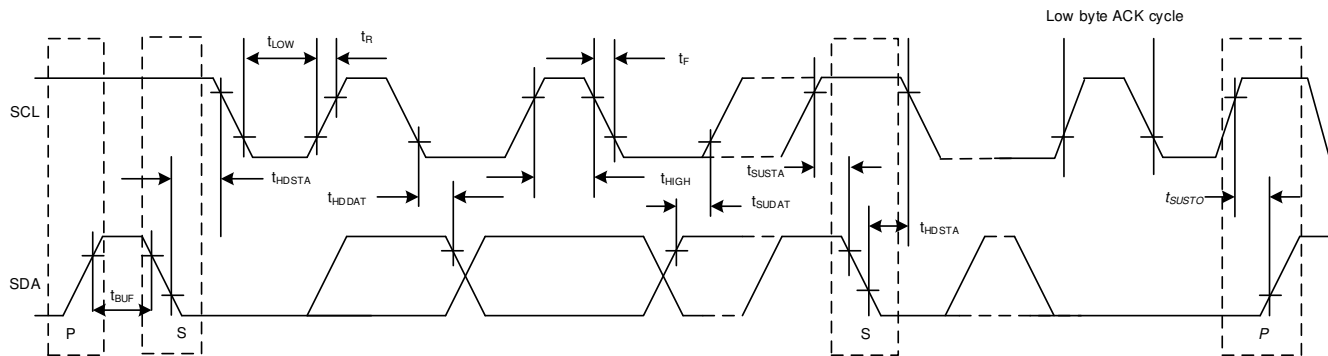 Low byte ACK cycle
tLOW
tR
tF
SCL
tHDSTA
tHDDAT
tHIGH
tSUDAT
tSUSTA
tHDSTA
tSUSTO
SDA
tBUF
P
S
S
P